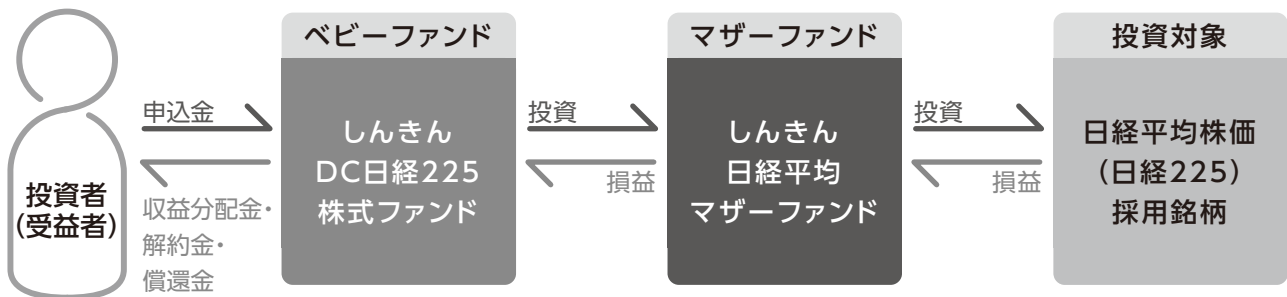 投資者
(受益者)
申込金
収益分配金・
解約金・
償還金
ベビーファンド
しんきん
DC日経225
株式ファンド
投資
損益
マザーファンド
しんきん
日経平均
マザーファンド
投資
損益
投資対象
日経平均株価
(日経225)
採用銘柄